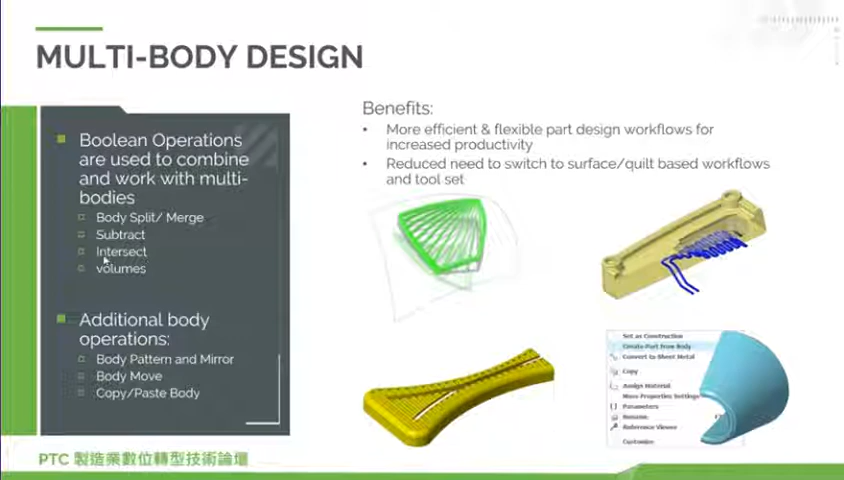 MULTI-BODY DESIGN
Boolean Operations
are used to combine
and work with multi-
bodies
Body Split/ Merge
Subtract
Intersect
volumes
Additional body
operations:
Body Pattern and Mirror
Body Move
Copy/Paste Body
Benefits:
More efficient & flexible part design workflows for
increased productivity
Reduced need to switch to surface/quilt based workflows
and tool set
Set as Construction
Create Part from Body
Convert to Sheet Metal
Copy
Assign Material
Mass Properties Settings
Parameters
Rename
Reference Viewer
Customize
PTC 製造業數位轉型技術論壇